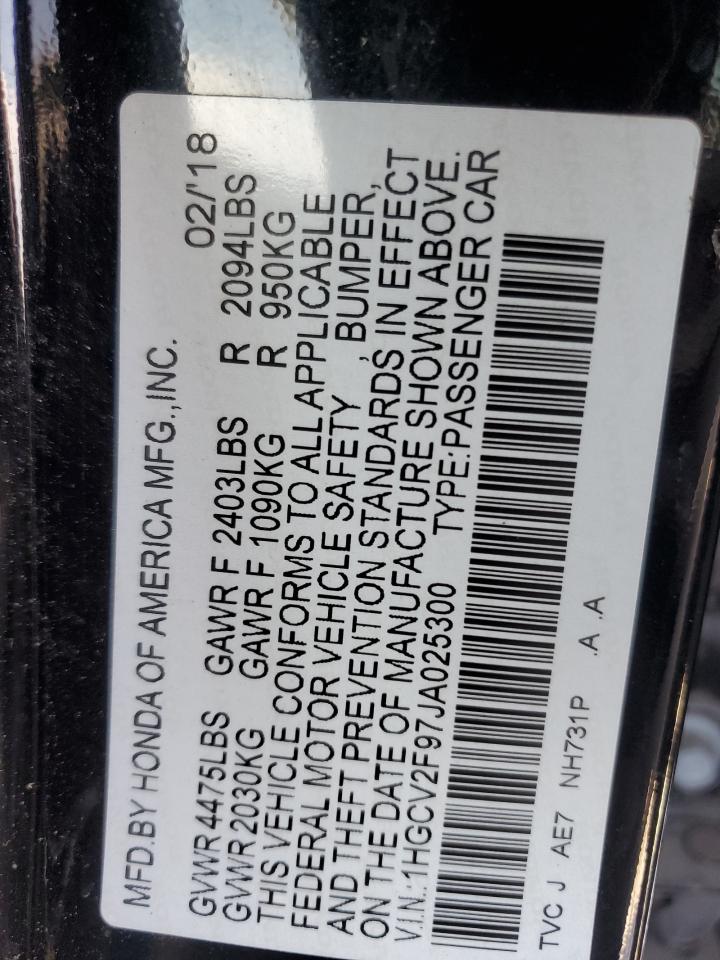 MFD.BY HONDA OF AMERICA MFG.,INC. 02/'18
GVWR 4475LBS GAWR F 2403LBS R 2094LBS
GVWR 2030KG GAWR F 1090KG R 950KG
THIS VEHICLE CONFORMS TO ALL APPLICABLE
FEDERAL MOTOR VEHICLE SAFETY , BUMPER,
AND THEFT PREVENTION STANDARDS IN EFFECT
ON THE DATE OF MANUFACTURE SHOWN ABOVE.
V.I.N.:1HGCV2F97JA025300 TYPE:PASSENGER CAR
TVC J AE7 NH731P .A .A